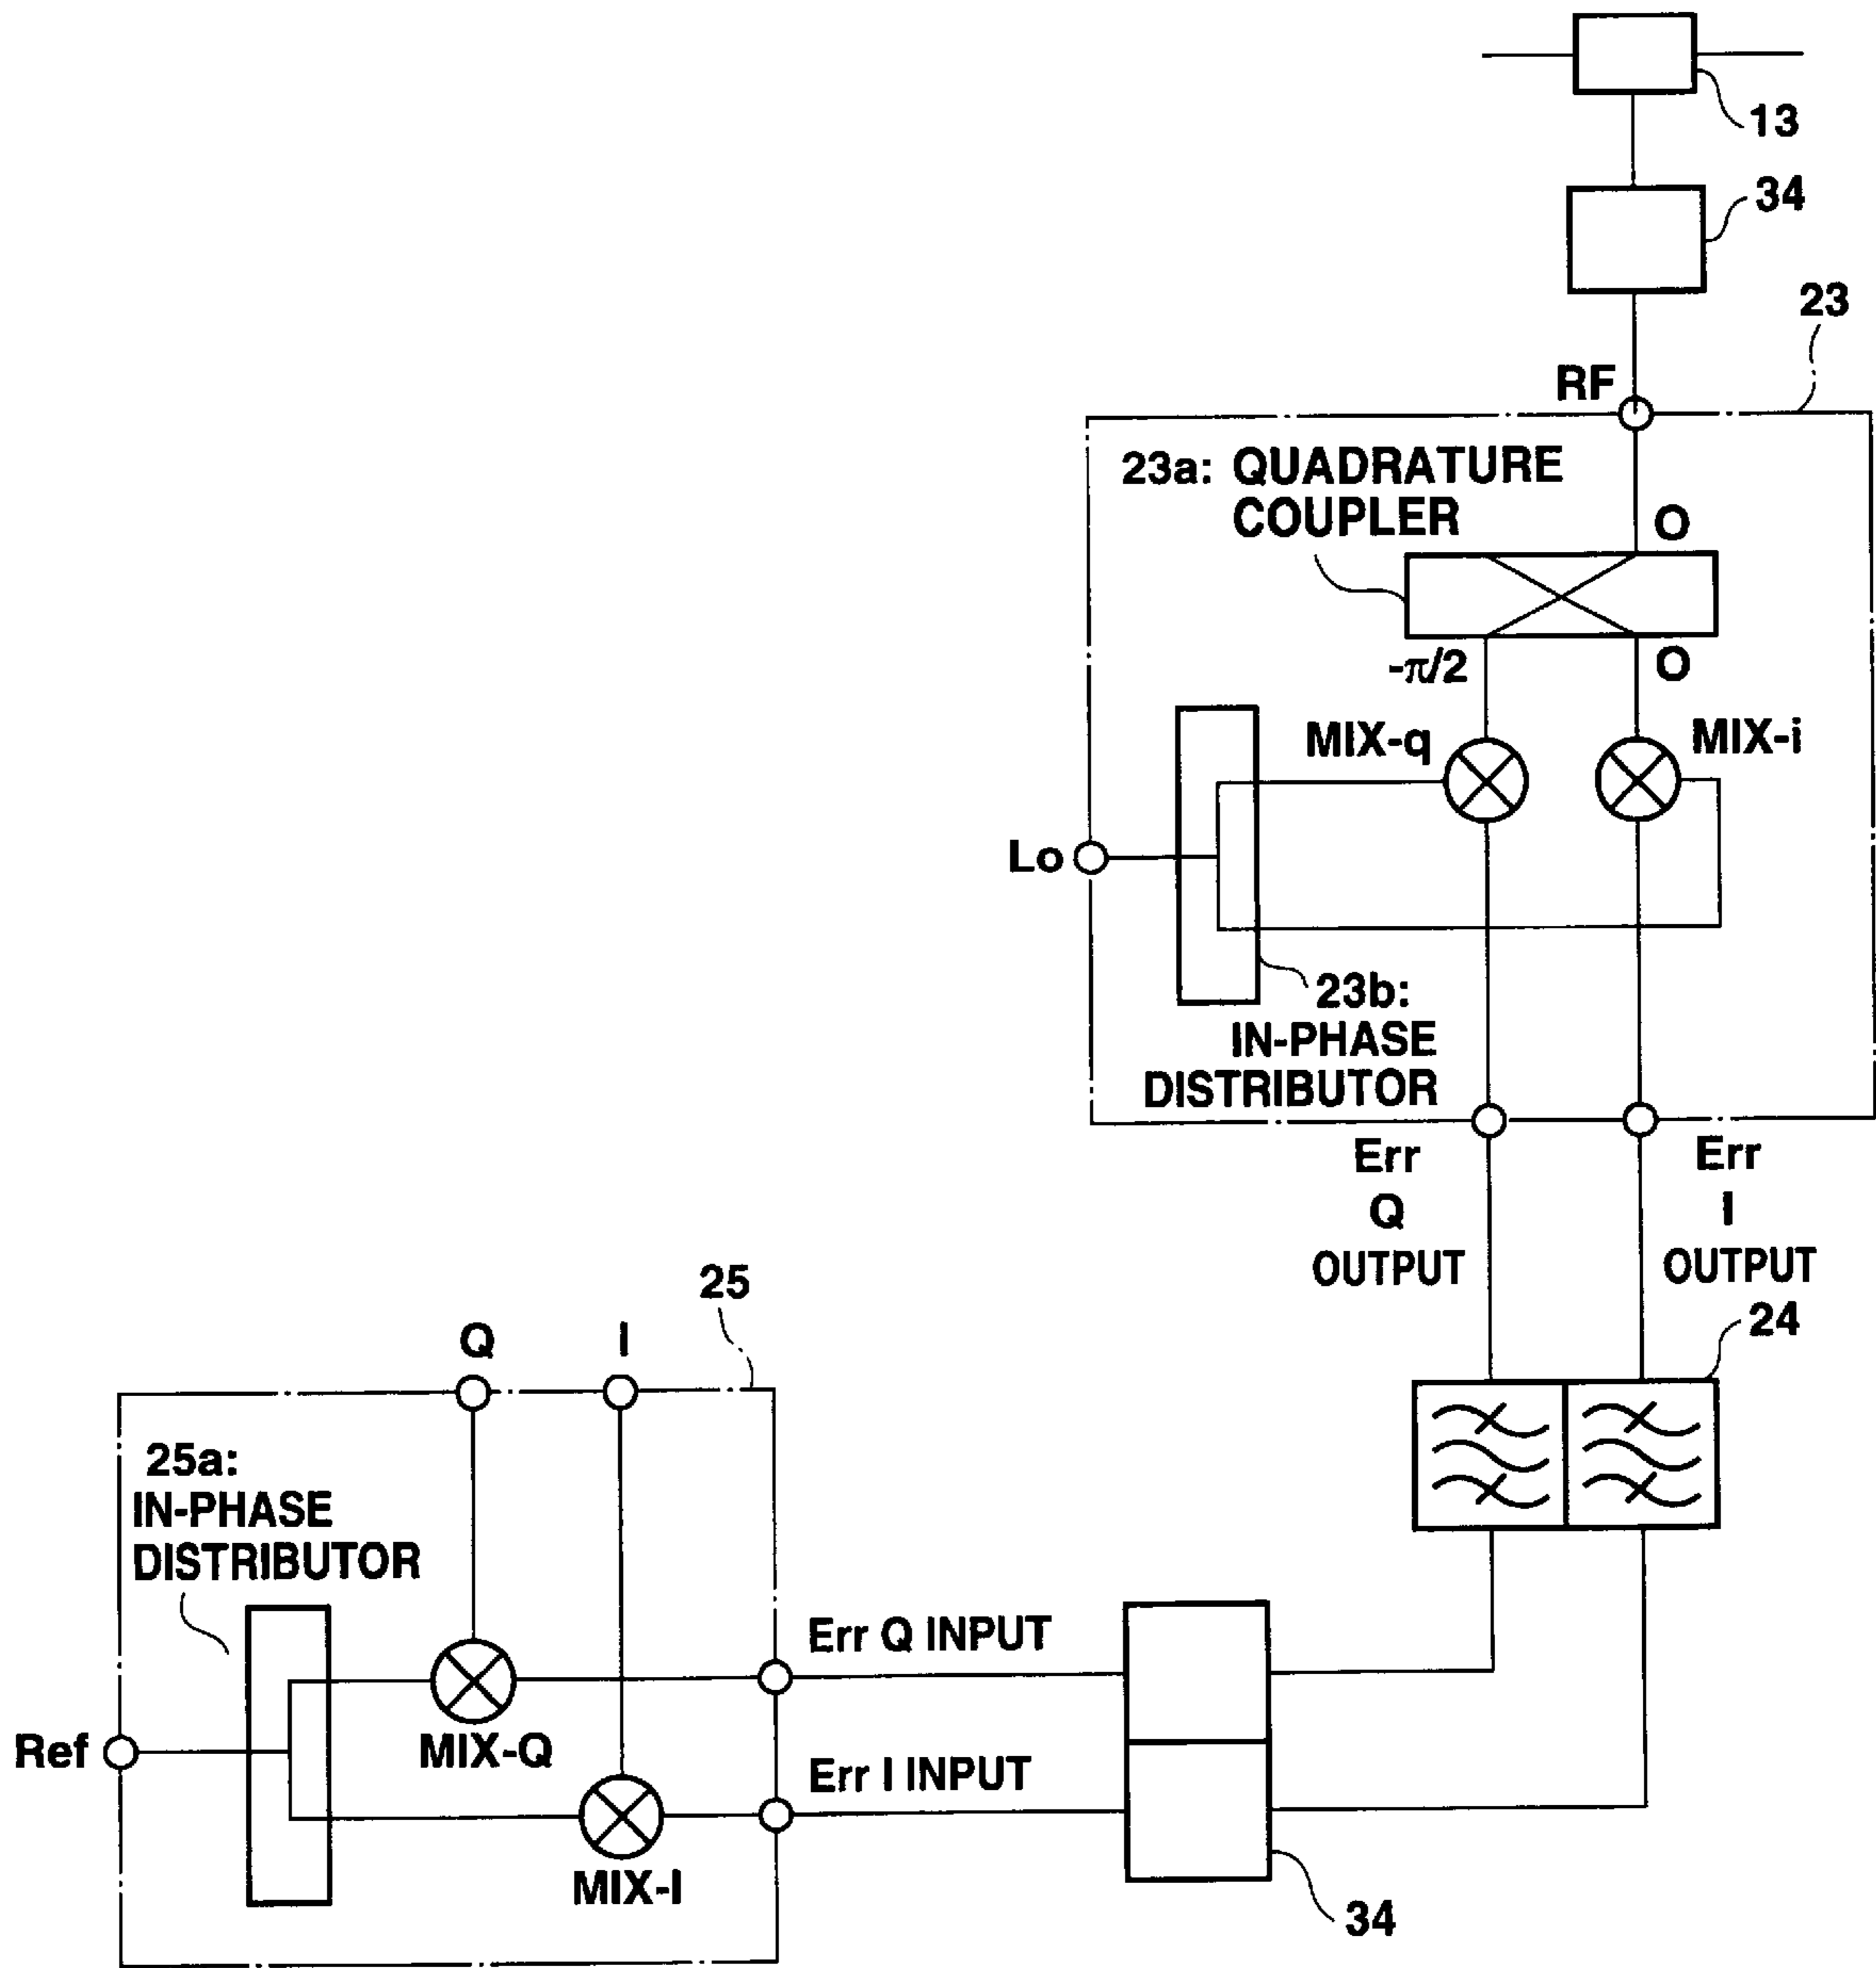 13
34
23
RF
23a: QUADRATURE
COUPLER
O
-π/2
O
MIX-q
MIX-i
Lo
23b:
IN-PHASE
DISTRIBUTOR
Err
Q
OUTPUT
Err
I
OUTPUT
24
25
Q
I
25a:
IN-PHASE
DISTRIBUTOR
Err Q INPUT
Ref
MIX-Q
Err I INPUT
MIX-I
34